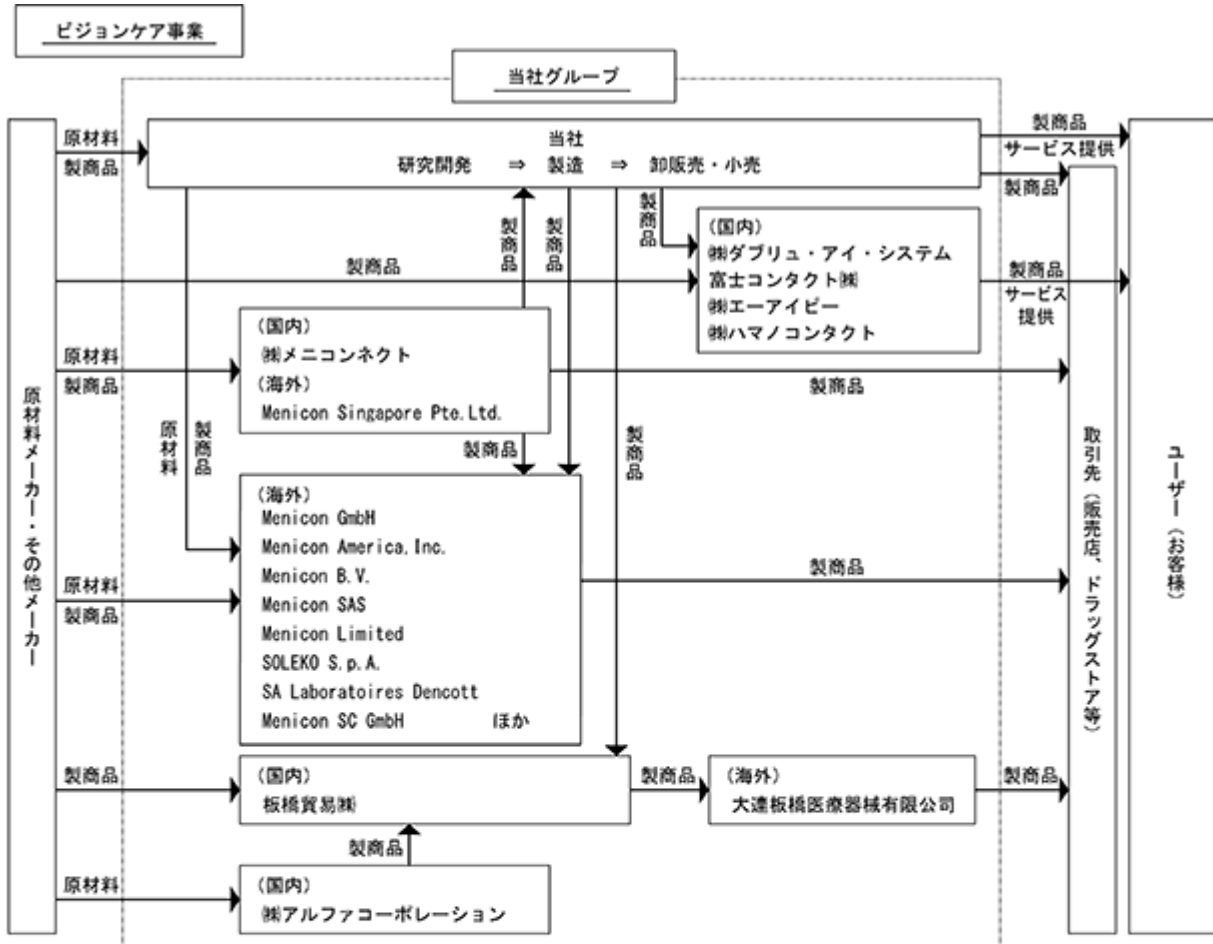 ビジョンケア事業
当社グループ
原材料メーカー・その他メーカー
原材料
製商品
当社
研究開発 ⇒ 製造 ⇒ 卸販売・小売
製商品
サービス提供
製商品
製商品
製商品
製商品
(国内)
㈱ダブリュ・アイ・システム
富士コンタクト㈱
㈱エーアイピー
㈱ハマノコンタクト
製商品
製商品
サービス
提供
原材料
製商品
(国内)
㈱メニコンネクト
(海外)
Menicon Singapore Pte.Ltd.
製商品
原材料
製商品
製商品
製商品
(海外)
Menicon GmbH
Menicon America,Inc.
Menicon B.V.
Menicon SAS
Menicon Limited
SOLEKO S.p.A.
SA Laboratoires Dencott
Menicon SC GmbH ほか
原材料
製商品
製商品
取引先(販売店、ドラッグストア等)
ユーザー(お客様)
製商品
(国内)
板橋貿易㈱
製商品
(海外)
大連板橋医療器械有限公司
製商品
製商品
原材料
(国内)
㈱アルファコーポレーション